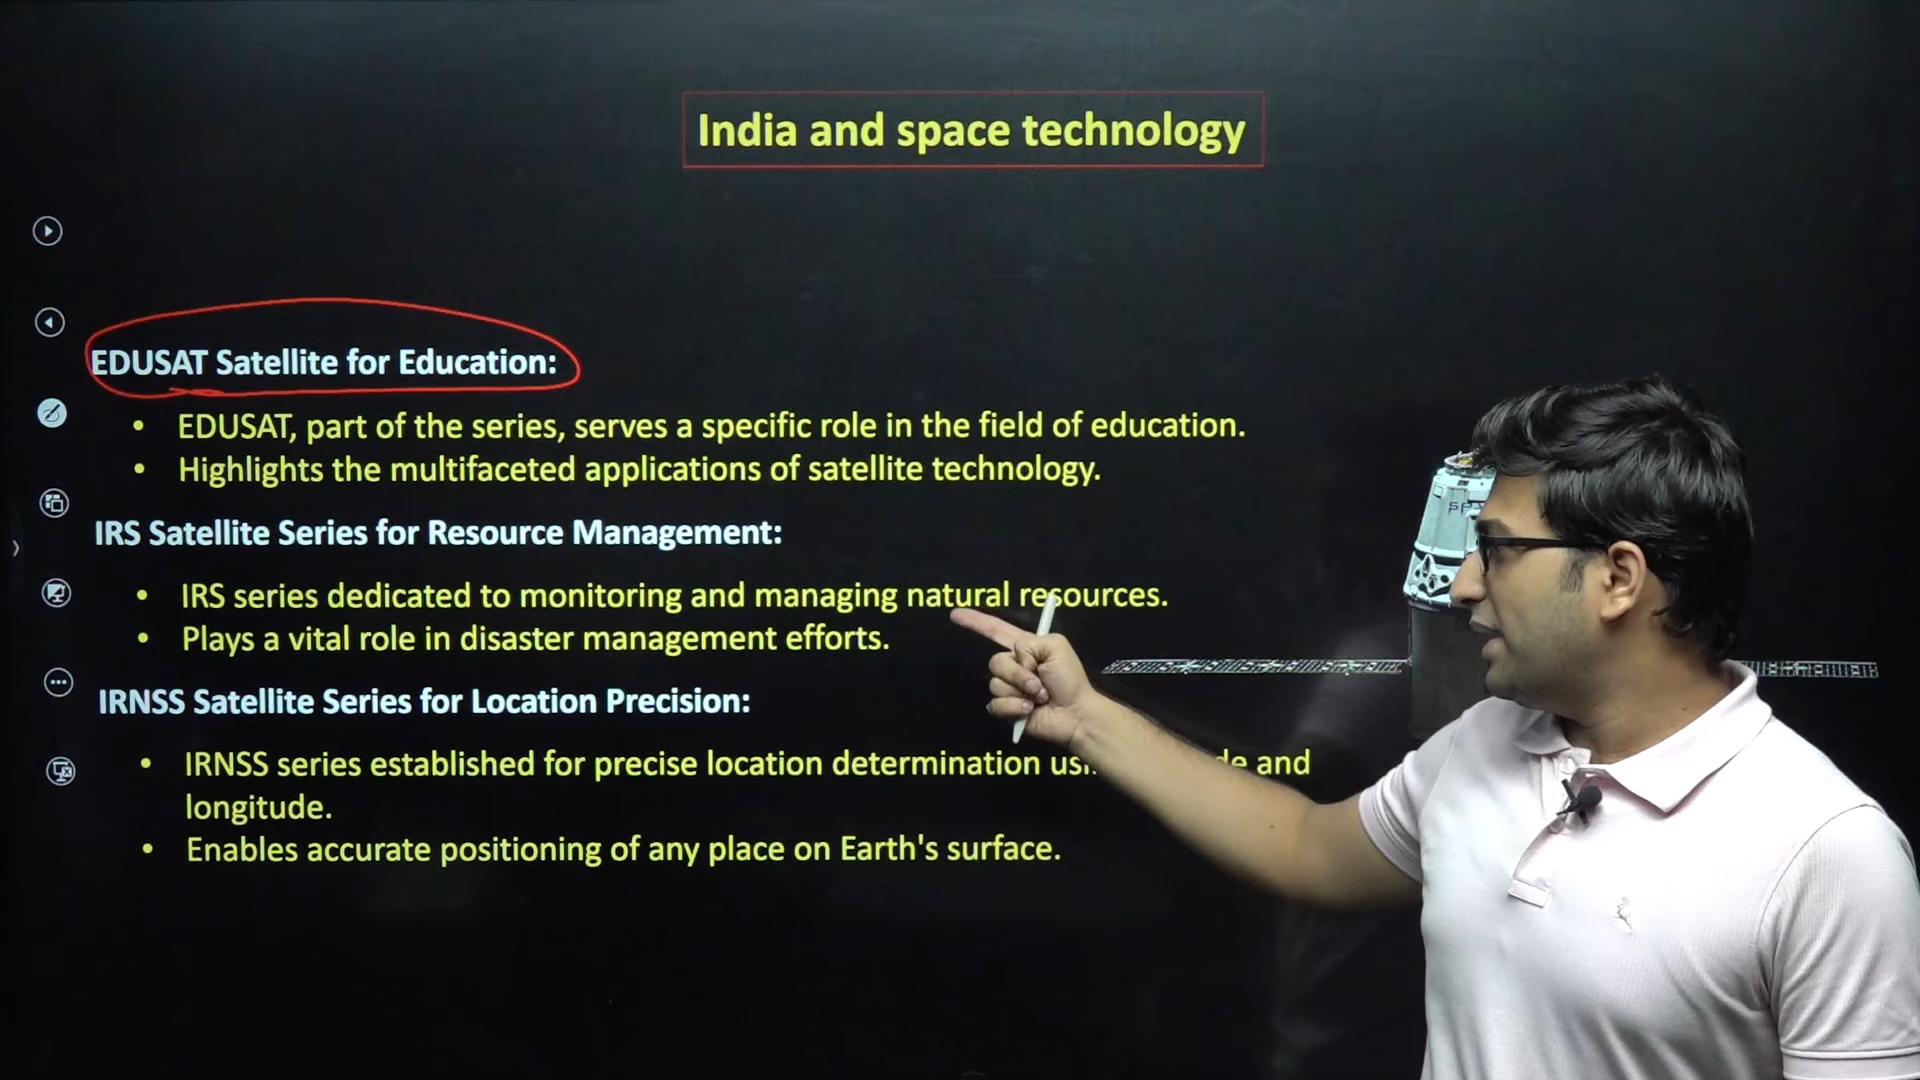 India and space technology
EDUSAT Satellite for Education:
• EDUSAT, part of the series, serves a specific role in the field of education.
• Highlights the multifaceted applications of satellite technology.
IRS Satellite Series for Resource Management:
• IRS series dedicated to monitoring and managing natural resources.
• Plays a vital role in disaster management efforts.
IRNSS Satellite Series for Location Precision:
• IRNSS series established for precise location determination and
longitude.
• Enables accurate positioning of any place on Earth's surface.